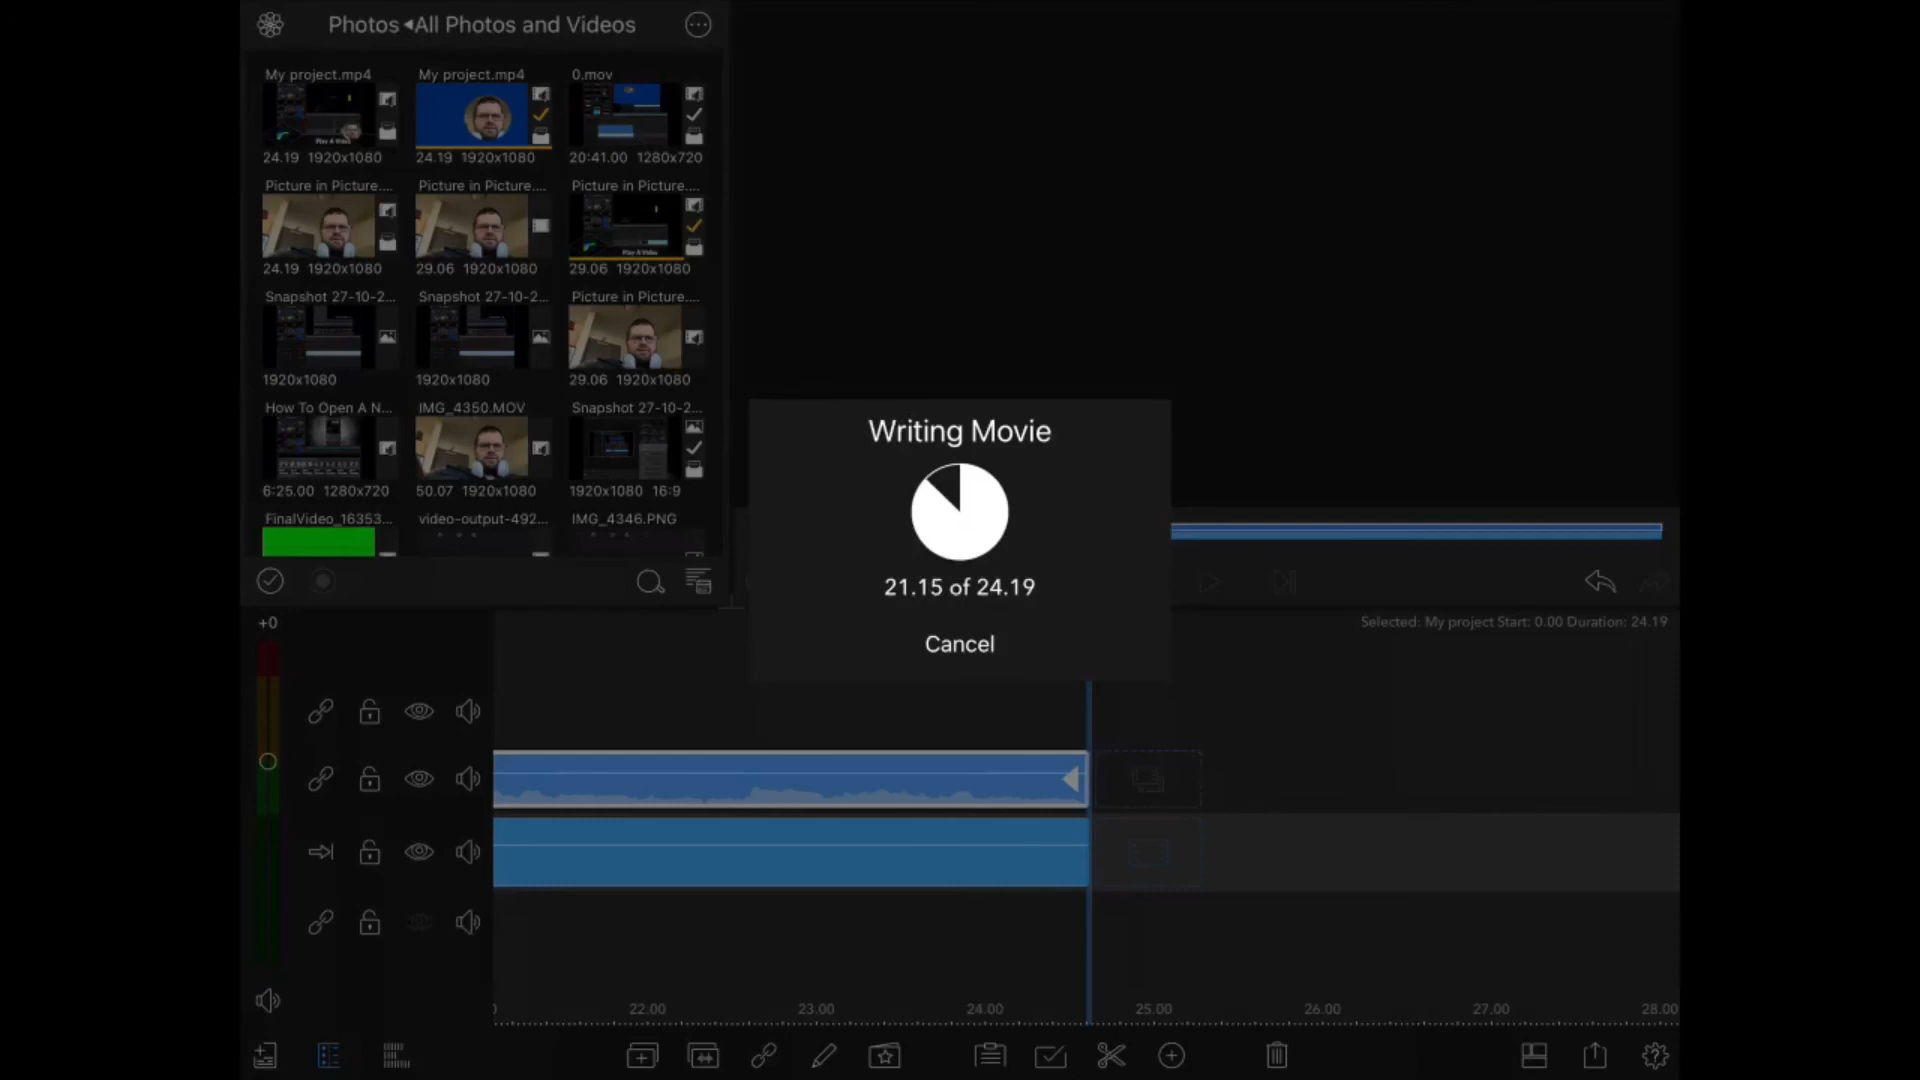 Photos ◂All Photos and Videos
My project.mp4 My project.mp4 0.mov
24.19 1920x1080 24.19 1920x1080 20:41.00 1280x720
Picture in Picture.... Picture in Picture.... Picture in Picture....
Play A Video
24.19 1920x1080 29.06 1920x1080 29.06 1920x1080
Snapshot 27-10-2... Snapshot 27-10-2... Picture in Picture....
1920x1080 1920x1080 29.06 1920x1080
How To Open A N... IMG_4350.MOV Snapshot 27-10-2...
6:25.00 1280x720 50.07 1920x1080 1920x1080 16:9
FinalVideo_16353... video-output-492... IMG_4346.PNG
Writing Movie
21.15 of 24.19
Cancel
+0
Selected: My project Start: 0.00 Duration: 24.19
22.00 23.00 24.00 25.00 26.00 27.00 28.00